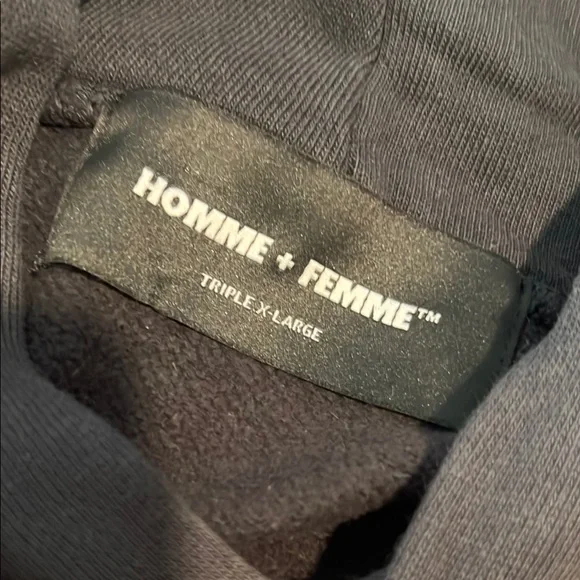 HOMME + FEMME™
TRIPLE X-LARGE